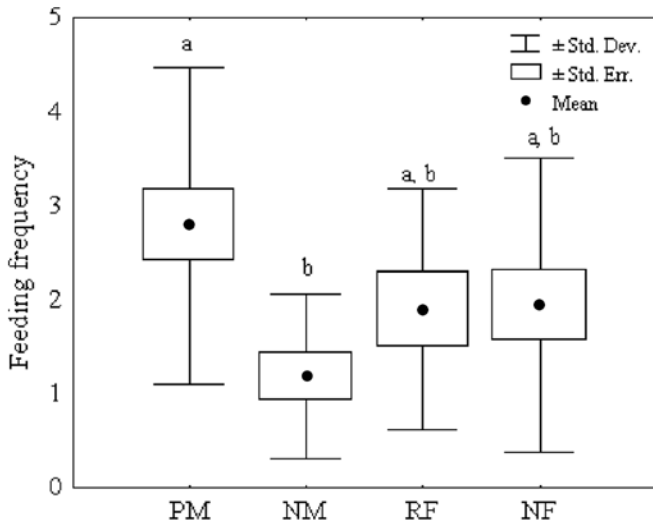 5
a
± Std. Dev.
± Std. Err.
Mean
4
a, b
a, b
3
b
2
1
0
Feeding frequency
PM NM RF NF